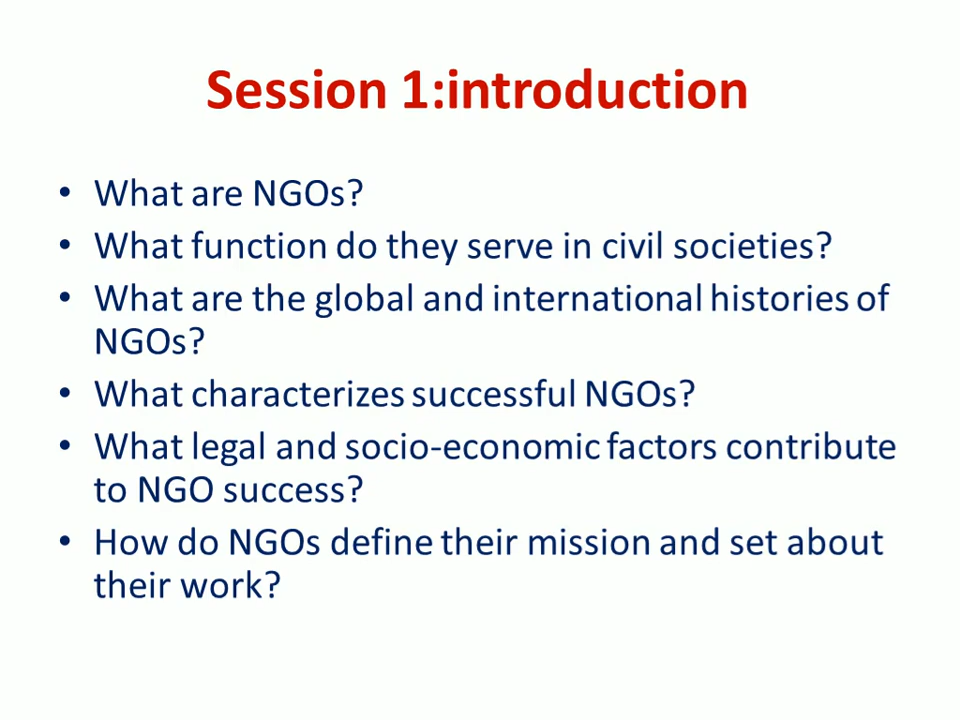 Session 1:introduction
• What are NGOs?
• What function do they serve in civil societies?
• What are the global and international histories of
NGOs?
• What characterizes successful NGOs?
• What legal and socio-economic factors contribute
to NGO success?
• How do NGOs define their mission and set about
their work?